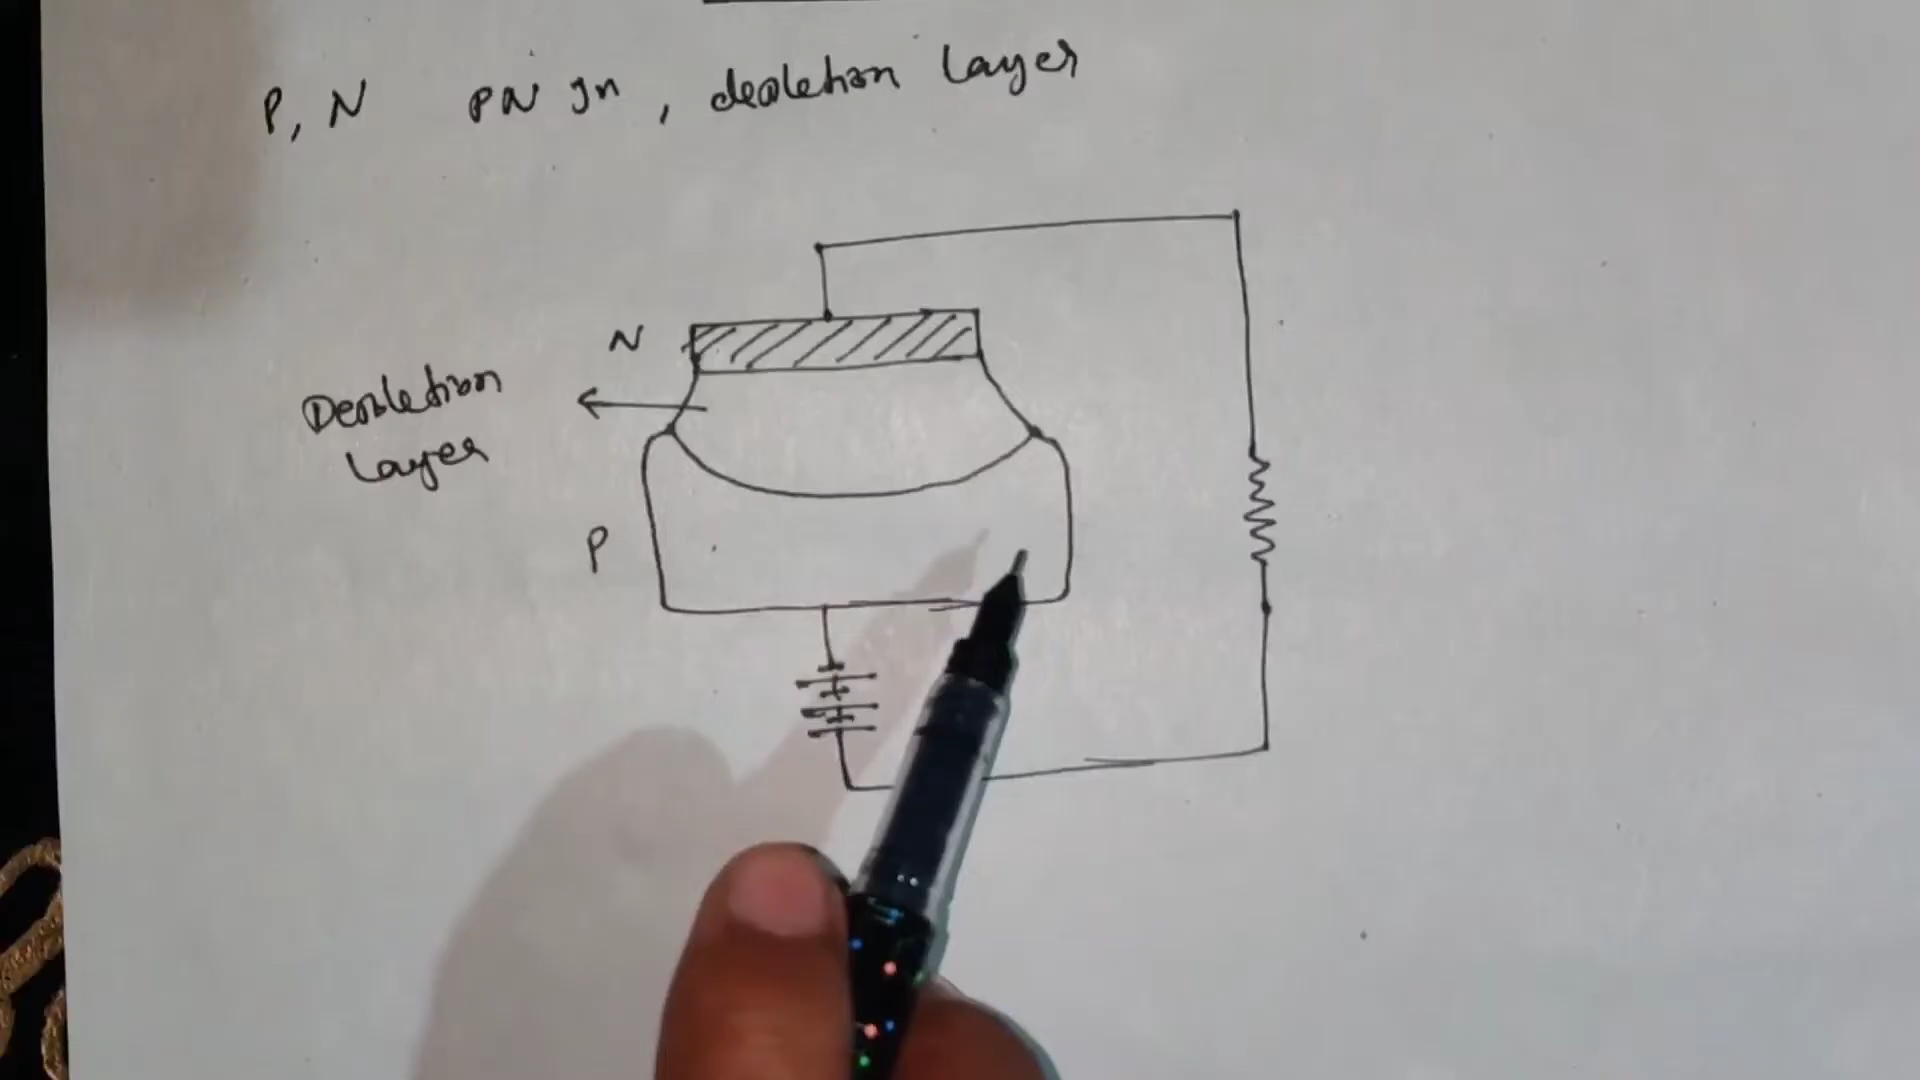 P, N PN Jn, depletion layer
N
Depletion
Layer
P